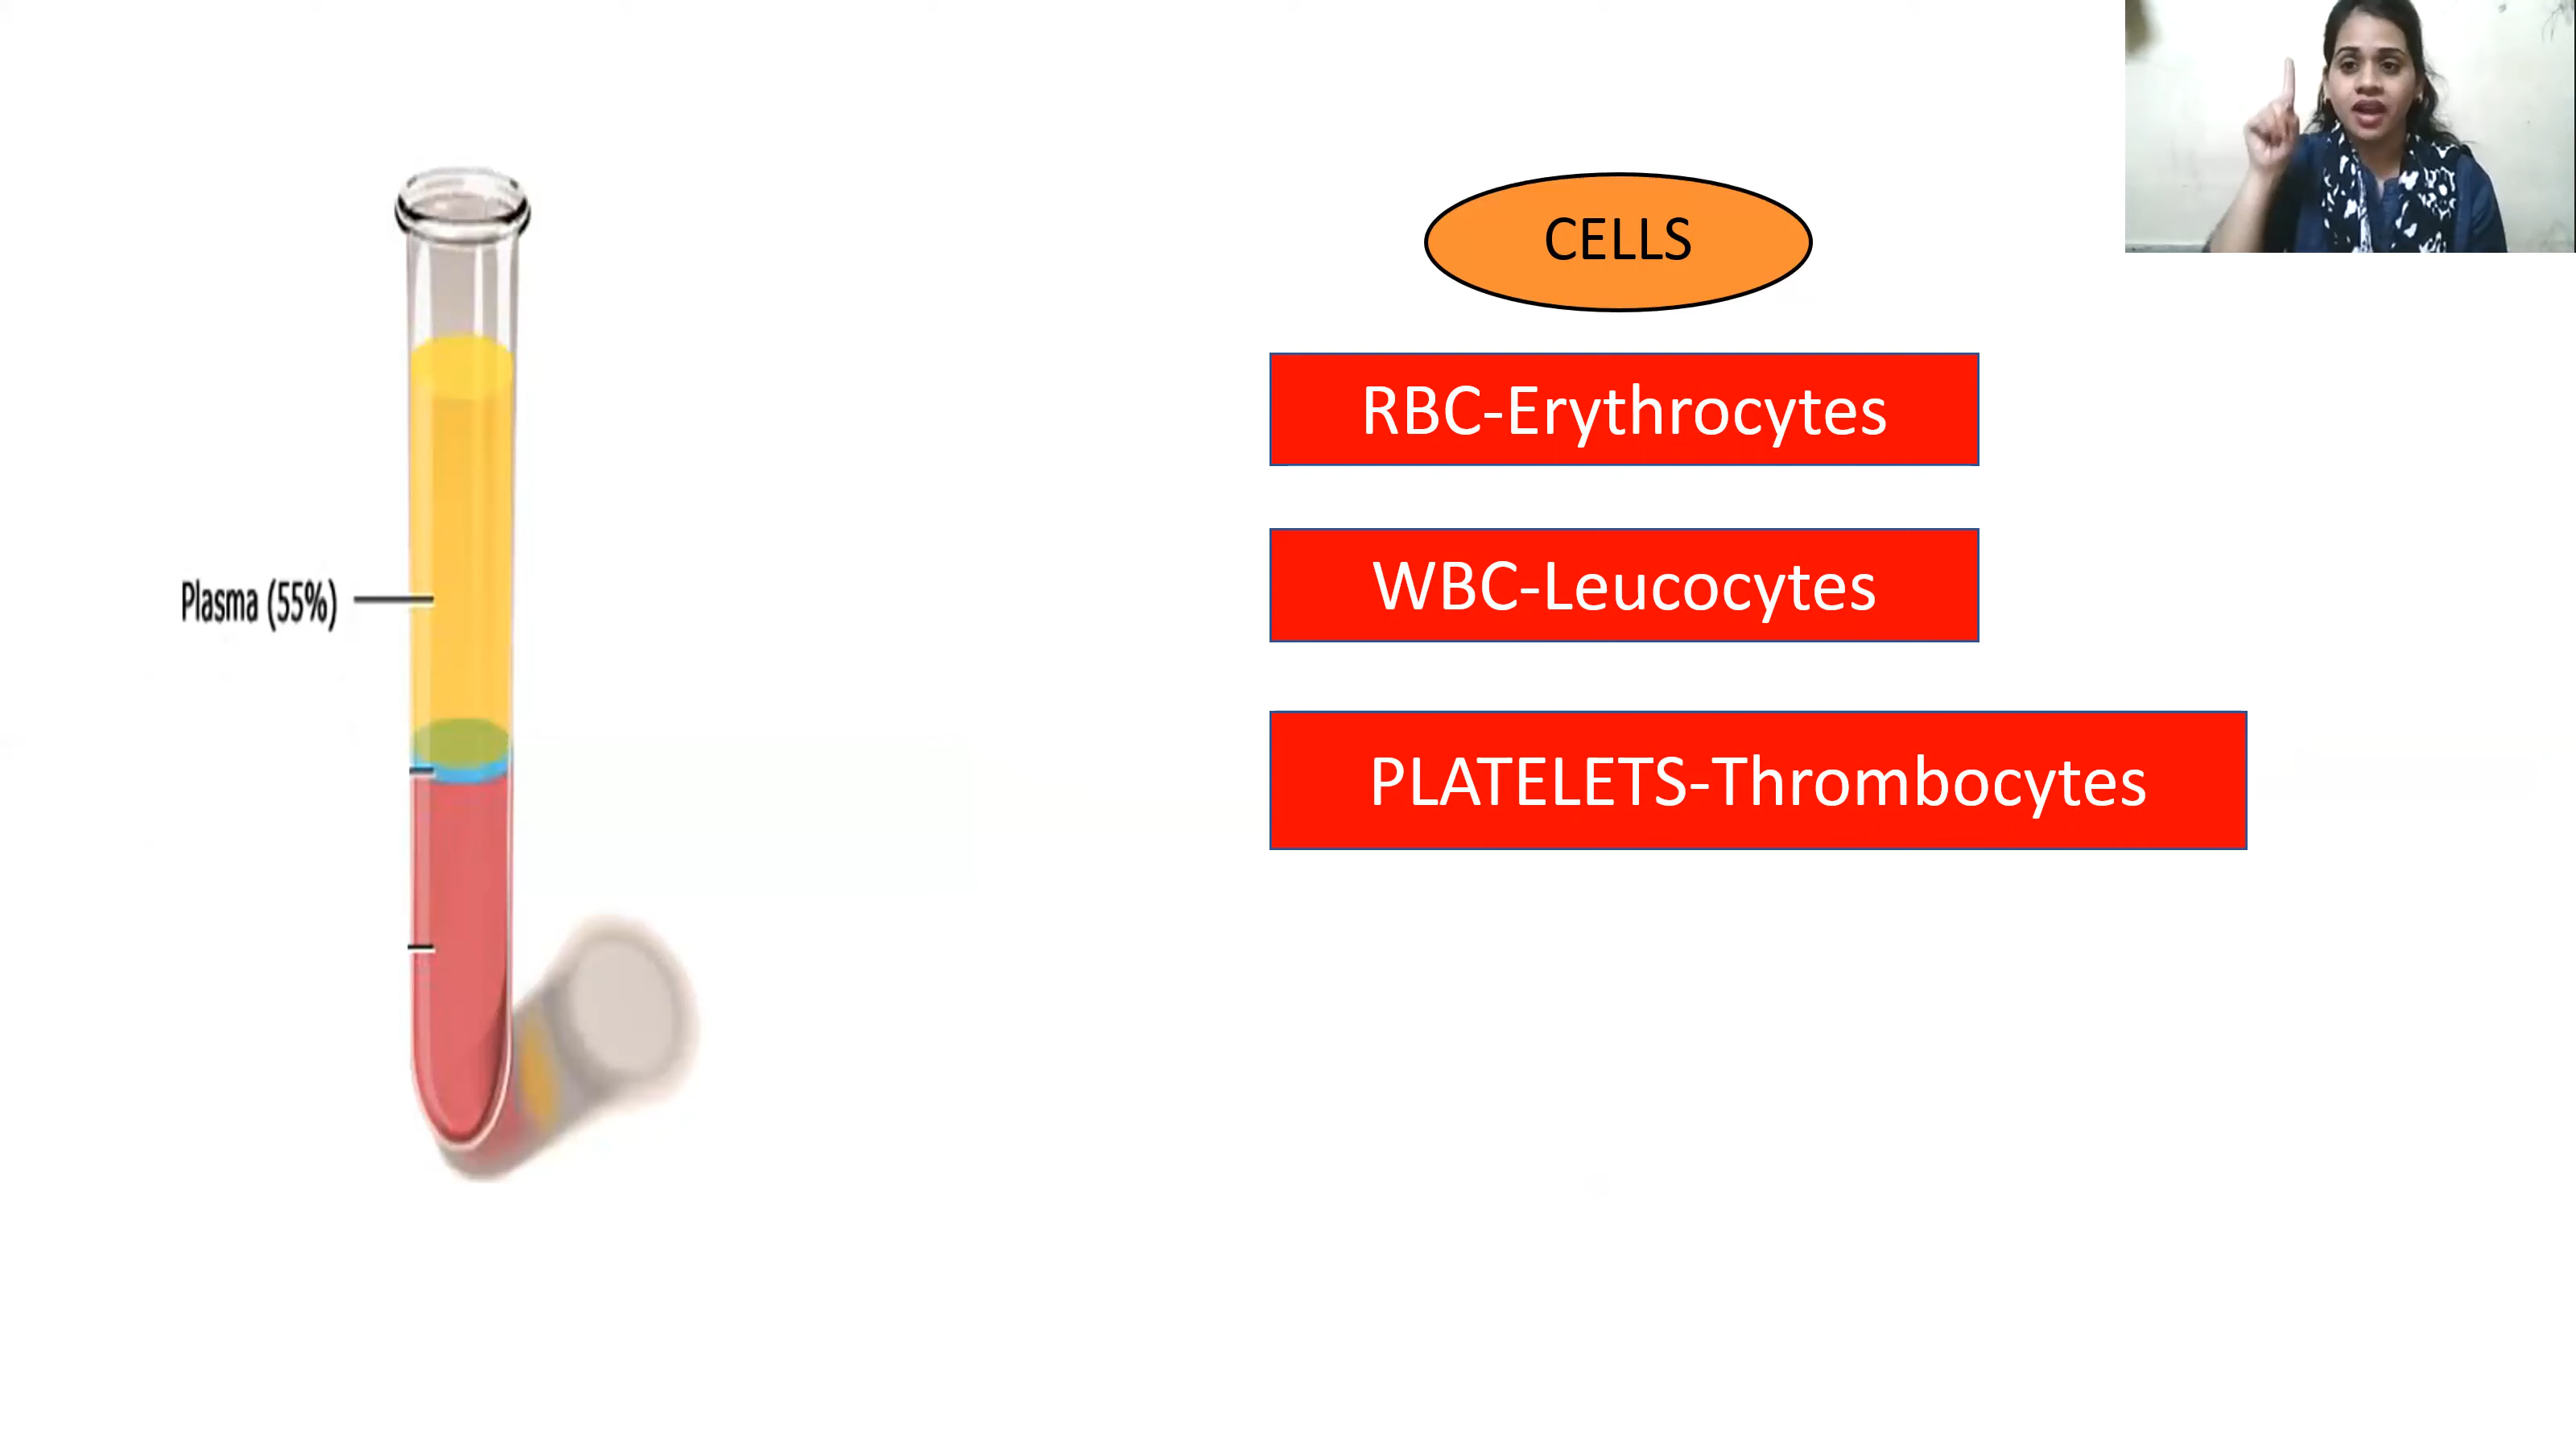 CELLS
RBC-Erythrocytes
WBC-Leucocytes
Plasma (55%)
PLATELETS-Thrombocytes